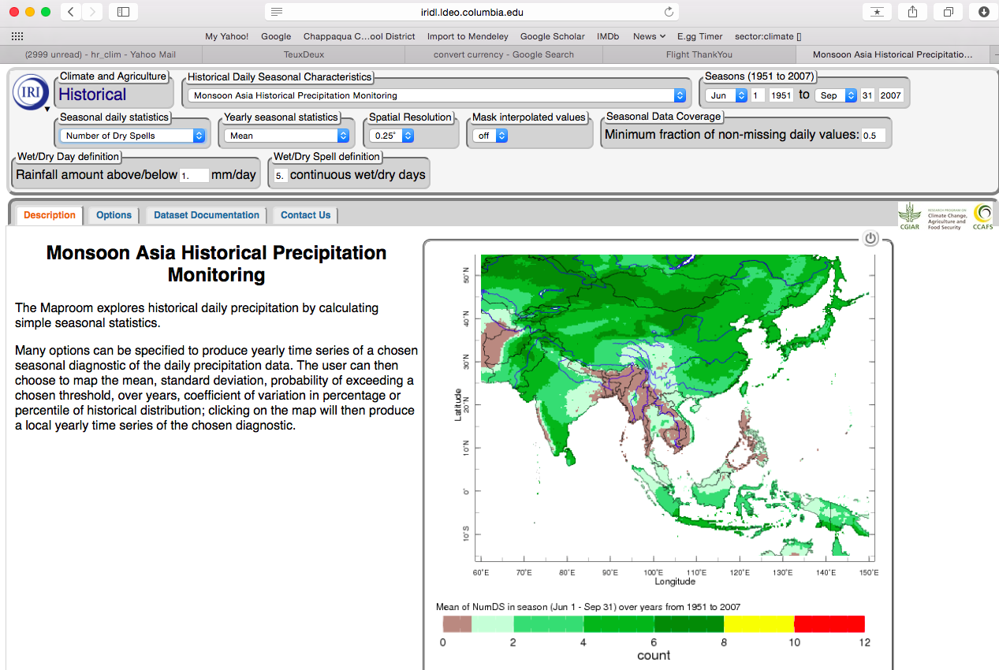 iridl.ldeo.columbia.edu
My Yahoo! Google Chappaqua C...ool District Import to Mendeley Google Scholar IMDb News E.gg Timer sector:climate []
(2999 unread) - hr_clim - Yahoo Mail TeuxDeux convert currency - Google Search Flight ThankYou Monsoon Asia Historical Precipitatio...
IRI
Climate and Agriculture
Historical
Historical Daily Seasonal Characteristics
Monsoon Asia Historical Precipitation Monitoring
Seasons (1951 to 2007)
Jun 1 1951 to Sep 31 2007
Seasonal daily statistics
Number of Dry Spells
Yearly seasonal statistics
Mean
Spatial Resolution
0.25°
Mask interpolated values
off
Seasonal Data Coverage
Minimum fraction of non-missing daily values: 0.5
Wet/Dry Day definition
Rainfall amount above/below 1. mm/day
Wet/Dry Spell definition
5. continuous wet/dry days
Description Options Dataset Documentation Contact Us
CGIAR
RESEARCH PROGRAM ON
Climate Change,
Agriculture and
Food Security
CCAFS
Monsoon Asia Historical Precipitation
Monitoring
The Maproom explores historical daily precipitation by calculating
simple seasonal statistics.
Many options can be specified to produce yearly time series of a chosen
seasonal diagnostic of the daily precipitation data. The user can then
choose to map the mean, standard deviation, probability of exceeding a
chosen threshold, over years, coefficient of variation in percentage or
percentile of historical distribution; clicking on the map will then produce
a local yearly time series of the chosen diagnostic.
50°N
40°N
30°N
20°N
10°N
0°
10°S
Latitude
60°E 70°E 80°E 90°E 100°E 110°E 120°E 130°E 140°E 150°E
Longitude
Mean of NumDS in season (Jun 1 - Sep 31) over years from 1951 to 2007
0 2 4 6 8 10 12
count